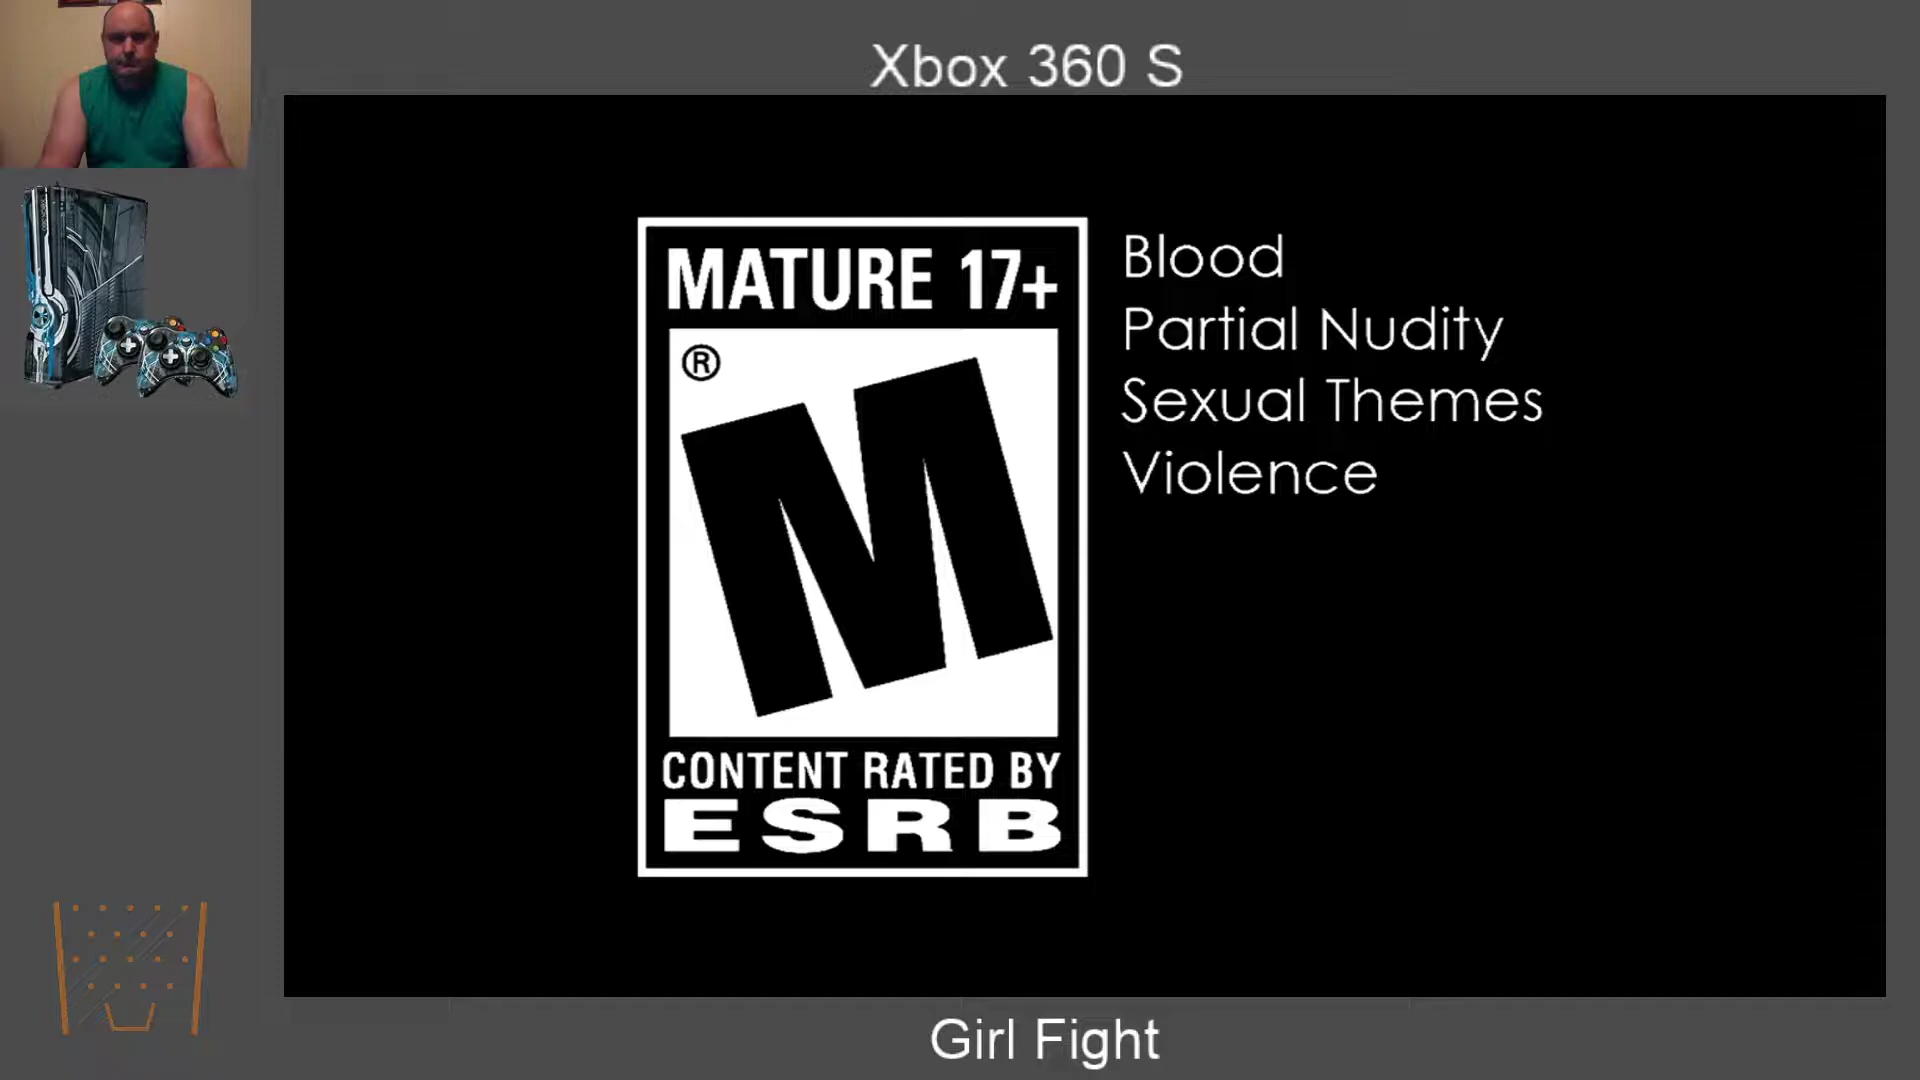 Xbox 360 S
MATURE 17+
®
M
CONTENT RATED BY
ESRB
Blood
Partial Nudity
Sexual Themes
Violence
Girl Fight